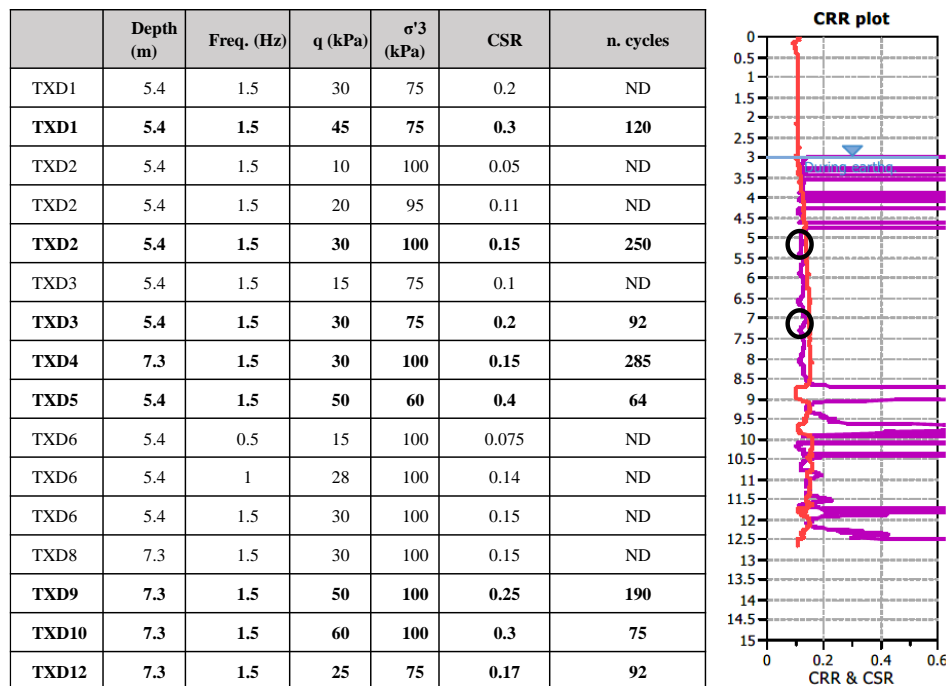 Depth (m) Freq. (Hz) q (kPa) σ'3 (kPa) CSR n. cycles
TXD1 5.4 1.5 30 75 0.2 ND
TXD1 5.4 1.5 45 75 0.3 120
TXD2 5.4 1.5 10 100 0.05 ND
TXD2 5.4 1.5 20 95 0.11 ND
TXD2 5.4 1.5 30 100 0.15 250
TXD3 5.4 1.5 15 75 0.1 ND
TXD3 5.4 1.5 30 75 0.2 92
TXD4 7.3 1.5 30 100 0.15 285
TXD5 5.4 1.5 50 60 0.4 64
TXD6 5.4 0.5 15 100 0.075 ND
TXD6 5.4 1 28 100 0.14 ND
TXD6 5.4 1.5 30 100 0.15 ND
TXD8 7.3 1.5 30 100 0.15 ND
TXD9 7.3 1.5 50 100 0.25 190
TXD10 7.3 1.5 60 100 0.3 75
TXD12 7.3 1.5 25 75 0.17 92
CRR plot
0
0.5
1
1.5
2
2.5
3
During earthq.
3.5
4
4.5
5
5.5
6
6.5
7
7.5
8
8.5
9
9.5
10
10.5
11
11.5
12
12.5
13
13.5
14
14.5
15
0 0.2 0.4 0.6
CRR & CSR